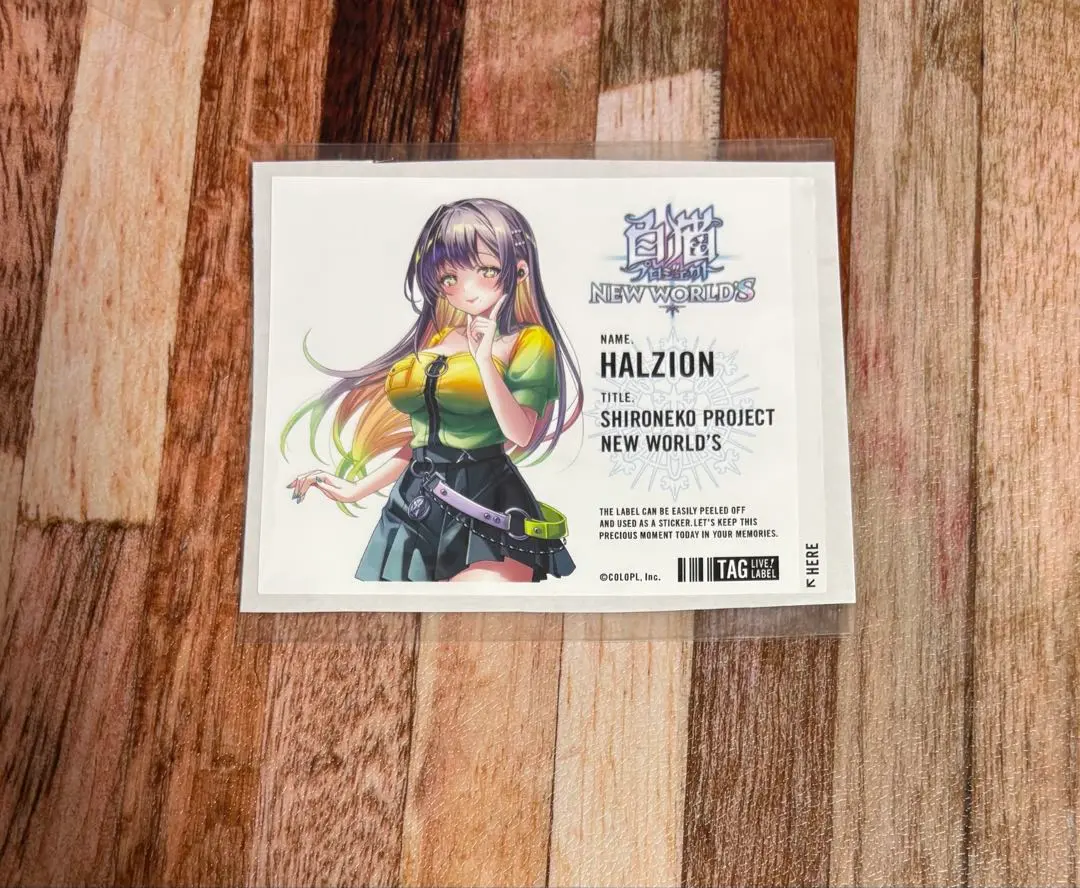 白猫
プロジェクト
NEW WORLD'S
NAME.
HALZION
TITLE.
SHIRONEKO PROJECT
NEW WORLD'S
THE LABEL CAN BE EASILY PEELED OFF
AND USED AS A STICKER.LET'S KEEP THIS
PRECIOUS MOMENT TODAY IN YOUR MEMORIES.
©COLOPL, Inc.
TAG LIVE!
LABEL
↖HERE